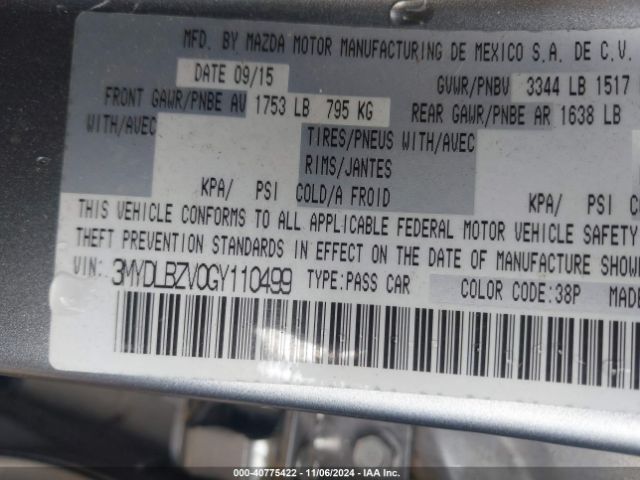 MFD. BY MAZDA MOTOR MANUFACTURING DE MEXICO S.A. DE C.V.
DATE 09/15 GVWR/PNBV 3344 LB 1517
FRONT GAWR/PNBE AV 1753 LB 795 KG REAR GAWR/PNBE AR 1638 LB
WITH/AVEC TIRES/PNEUS WITH/AVEC
RIMS/JANTES
KPA/ PSI COLD/A FROID KPA/ PSI C
THIS VEHICLE CONFORMS TO ALL APPLICABLE FEDERAL MOTOR VEHICLE SAFETY
THEFT PREVENTION STANDARDS IN EFFECT ON THE DATE OF MANUFACTURE SHOW
VIN: 3MYDLBZV0GY110499 TYPE:PASS CAR COLOR CODE:38P MADE
000-40775422 - 11/06/2024 - IAA Inc.